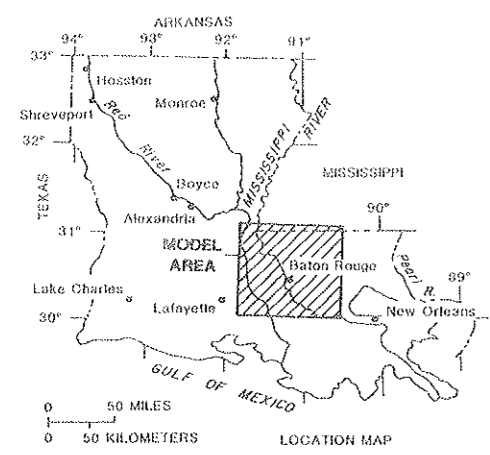 ARKANSAS
94° 93° 92° 91°
33°
Hosston
Shreveport
Monroe
Red River
32°
MISSISSIPPI RIVER
MISSISSIPPI
TEXAS
Boyce
Alexandria
90°
31°
MODEL AREA
Pearl R.
Baton Rouge
89°
Lake Charles
Lafayette
New Orleans
30°
GULF OF MEXICO
0 50 MILES
0 50 KILOMETERS
LOCATION MAP